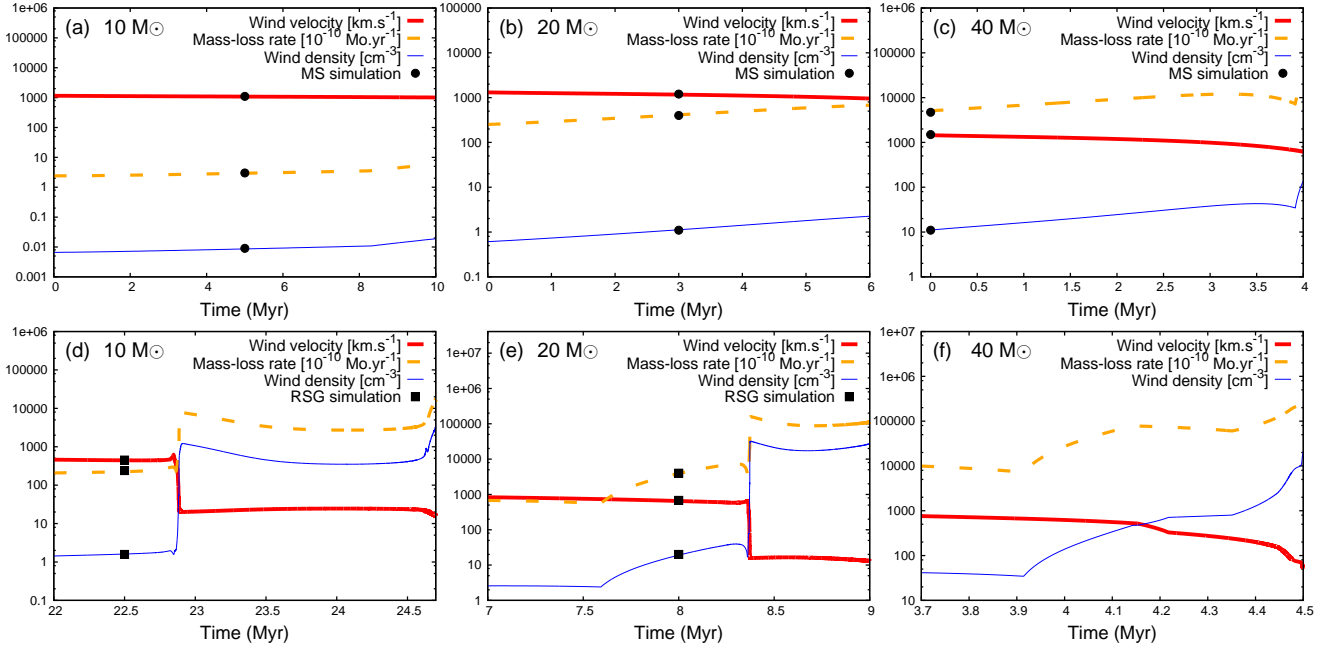 (a) 10 M☉
Wind velocity [km.s⁻¹]
Mass-loss rate [10⁻¹⁰ Mo.yr⁻¹]
Wind density [cm⁻³]
MS simulation
1e+06
100000
10000
1000
100
10
1
0.1
0.01
0.001
0 2 4 6 8 10
Time (Myr)
(b) 20 M☉
Wind velocity [km.s⁻¹]
Mass-loss rate [10⁻¹⁰ Mo.yr⁻¹]
Wind density [cm⁻³]
MS simulation
100000
10000
1000
100
10
1
0.1
0 1 2 3 4 5 6
Time (Myr)
(c) 40 M☉
Wind velocity [km.s⁻¹]
Mass-loss rate [10⁻¹⁰ Mo.yr⁻¹]
Wind density [cm⁻³]
MS simulation
1e+06
100000
10000
1000
100
10
1
0 0.5 1 1.5 2 2.5 3 3.5 4
Time (Myr)
(d) 10 M☉
Wind velocity [km.s⁻¹]
Mass-loss rate [10⁻¹⁰ Mo.yr⁻¹]
Wind density [cm⁻³]
RSG simulation
1e+06
100000
10000
1000
100
10
1
0.1
22 22.5 23 23.5 24 24.5
Time (Myr)
(e) 20 M☉
Wind velocity [km.s⁻¹]
Mass-loss rate [10⁻¹⁰ Mo.yr⁻¹]
Wind density [cm⁻³]
RSG simulation
1e+07
1e+06
100000
10000
1000
100
10
1
7 7.5 8 8.5 9
Time (Myr)
(f) 40 M☉
Wind velocity [km.s⁻¹]
Mass-loss rate [10⁻¹⁰ Mo.yr⁻¹]
Wind density [cm⁻³]
1e+07
1e+06
100000
10000
1000
100
10
3.7 3.8 3.9 4 4.1 4.2 4.3 4.4 4.5
Time (Myr)